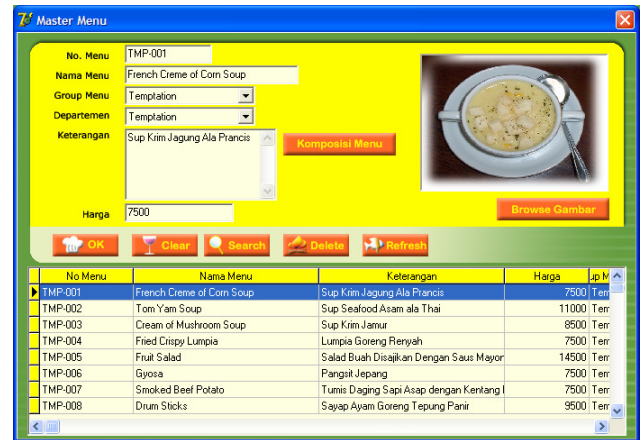 Master Menu
No. Menu TMP-001
Nama Menu French Creme of Corn Soup
Group Menu Temptation
Departemen Temptation
Keterangan Sup Krim Jagung Ala Prancis
Komposisi Menu
Harga 7500
Browse Gambar
OK Clear Search Delete Refresh
No Menu Nama Menu Keterangan Harga
TMP-001 French Creme of Corn Soup Sup Krim Jagung Ala Prancis 7500
TMP-002 Tom Yam Soup Sup Seafood Asam ala Thai 11000
TMP-003 Cream of Mushroom Soup Sup Krim Jamur 8500
TMP-004 Fried Crispy Lumpia Lumpia Goreng Renyah 7500
TMP-005 Fruit Salad Salad Buah Disajikan Dengan Saus Mayor 14500
TMP-006 Gyosa Pangsit Jepang 7500
TMP-007 Smoked Beef Potato Tumis Daging Sapi Asap dengan Kentang 7500
TMP-008 Drum Sticks Sayap Ayam Goreng Tepung Panir 9500